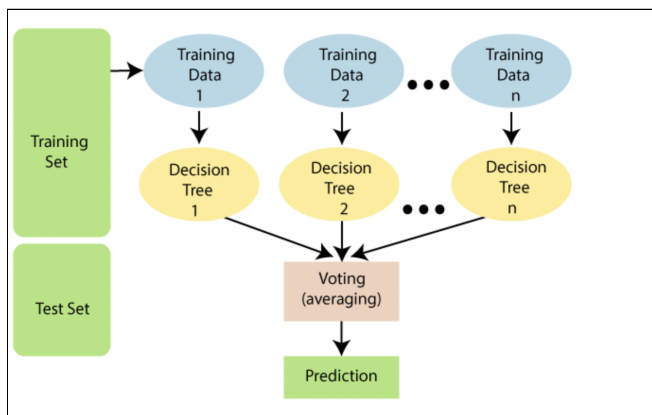 Training
Set
Training
Data
1
Training
Data
2
Training
Data
n
Decision
Tree
1
Decision
Tree
2
Decision
Tree
n
Test Set
Voting
(averaging)
Prediction